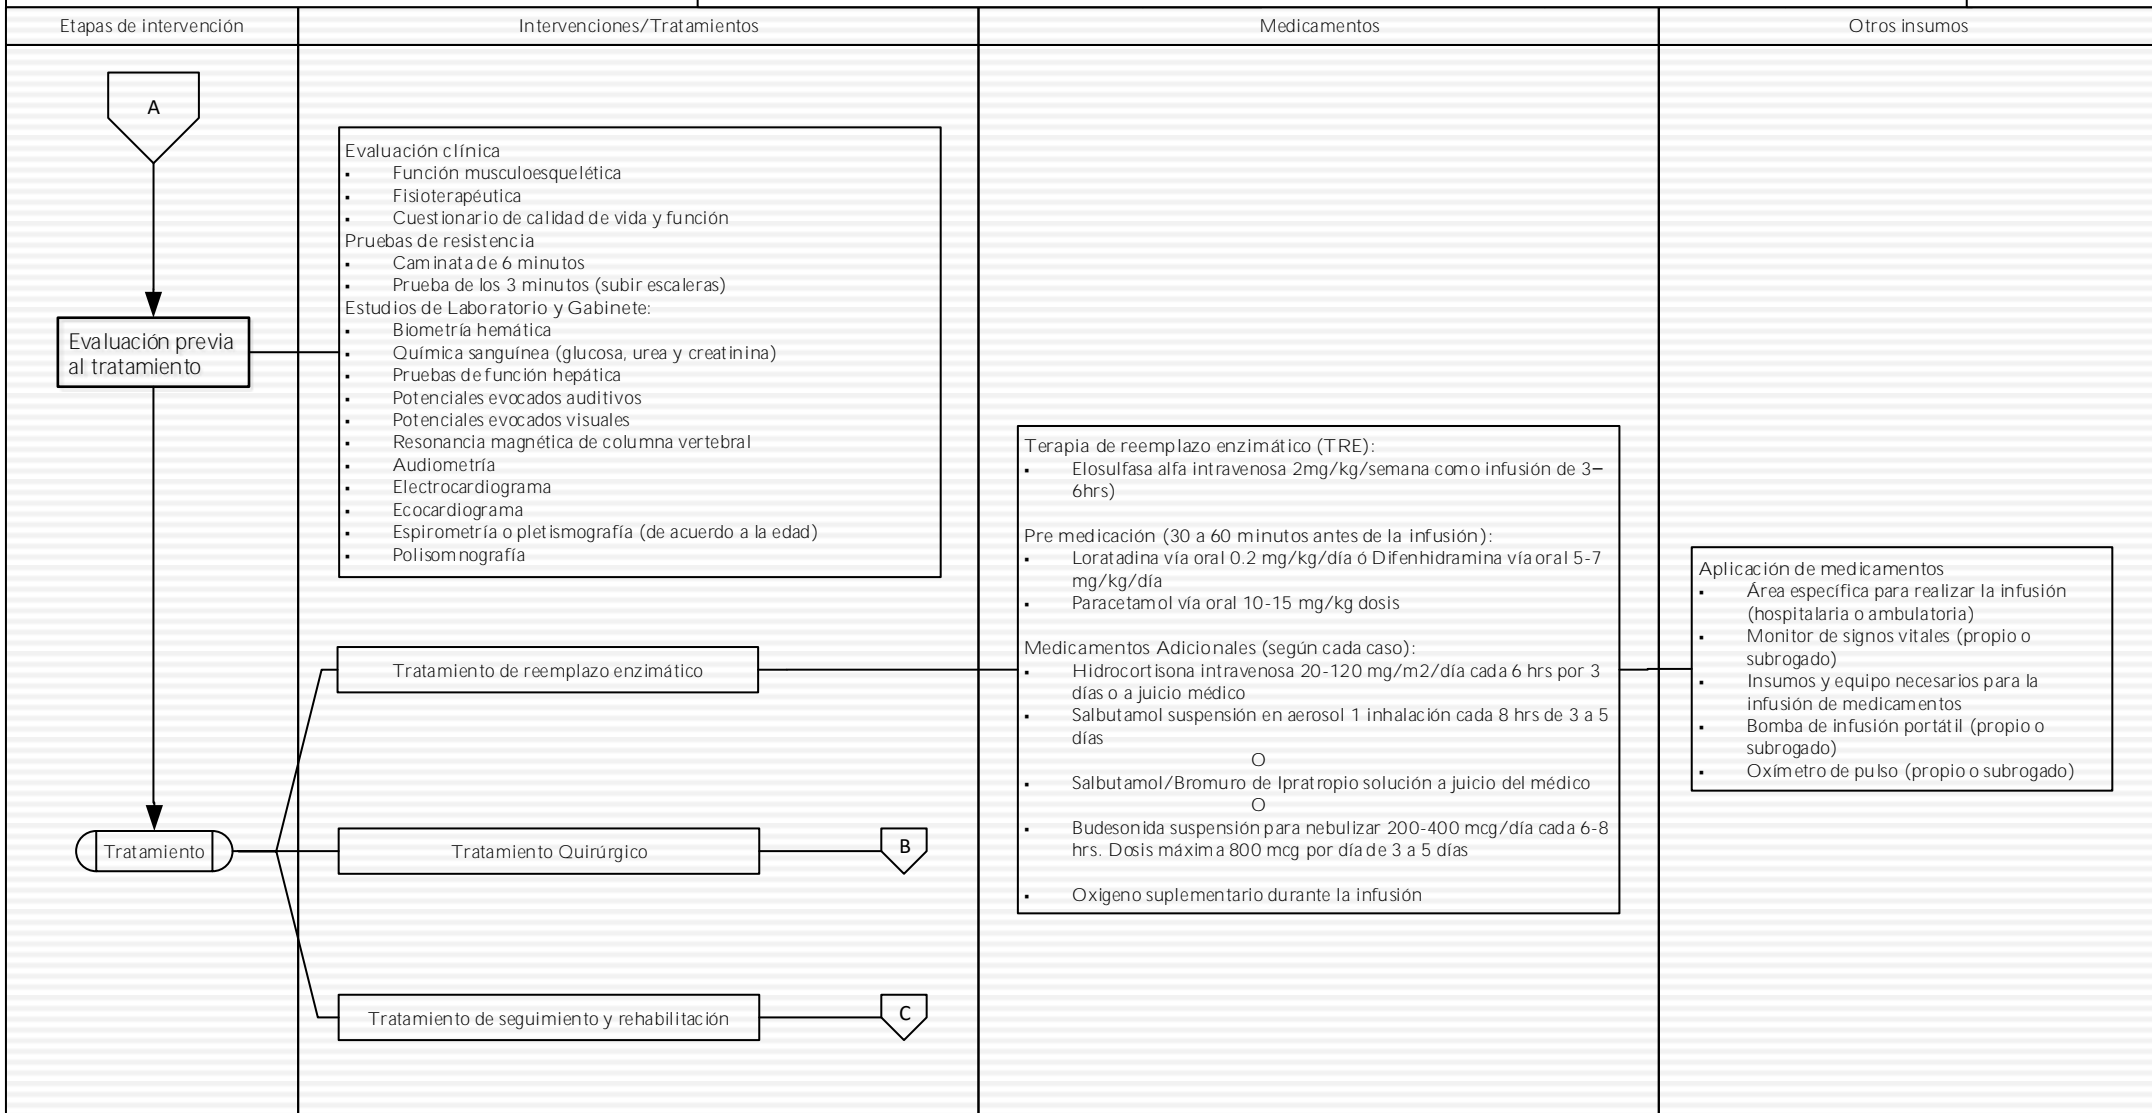 Etapas de intervención
Intervenciones/Tratamientos
Medicamentos
Otros insumos
A
Evaluación previa
al tratamiento
Evaluación clínica
▪ Función musculoesquelética
▪ Fisioterapéutica
▪ Cuestionario de calidad de vida y función
Pruebas de resistencia
▪ Caminata de 6 minutos
▪ Prueba de los 3 minutos (subir escaleras)
Estudios de Laboratorio y Gabinete:
▪ Biometría hemática
▪ Química sanguínea (glucosa, urea y creatinina)
▪ Pruebas de función hepática
▪ Potenciales evocados auditivos
▪ Potenciales evocados visuales
▪ Resonancia magnética de columna vertebral
▪ Audiometría
▪ Electrocardiograma
▪ Ecocardiograma
▪ Espirometría o pletismografía (de acuerdo a la edad)
▪ Polisomnografía
Tratamiento
Tratamiento de reemplazo enzimático
Terapia de reemplazo enzimático (TRE):
▪ Elosulfasa alfa intravenosa 2mg/kg/semana como infusión de 3–
6hrs)
Pre medicación (30 a 60 minutos antes de la infusión):
▪ Loratadina vía oral 0.2 mg/kg/día ó Difenhidramina vía oral 5-7
mg/kg/día
▪ Paracetamol vía oral 10-15 mg/kg dosis
Medicamentos Adicionales (según cada caso):
▪ Hidrocortisona intravenosa 20-120 mg/m2/día cada 6 hrs por 3
días o a juicio médico
▪ Salbutamol suspensión en aerosol 1 inhalación cada 8 hrs de 3 a 5
días
O
▪ Salbutamol/Bromuro de Ipratropio solución a juicio del médico
O
▪ Budesonida suspensión para nebulizar 200-400 mcg/día cada 6-8
hrs. Dosis máxima 800 mcg por día de 3 a 5 días
▪ Oxigeno suplementario durante la infusión
Aplicación de medicamentos
▪ Área específica para realizar la infusión
(hospitalaria o ambulatoria)
▪ Monitor de signos vitales (propio o
subrogado)
▪ Insumos y equipo necesarios para la
infusión de medicamentos
▪ Bomba de infusión portátil (propio o
subrogado)
▪ Oxímetro de pulso (propio o subrogado)
Tratamiento Quirúrgico
B
Tratamiento de seguimiento y rehabilitación
C